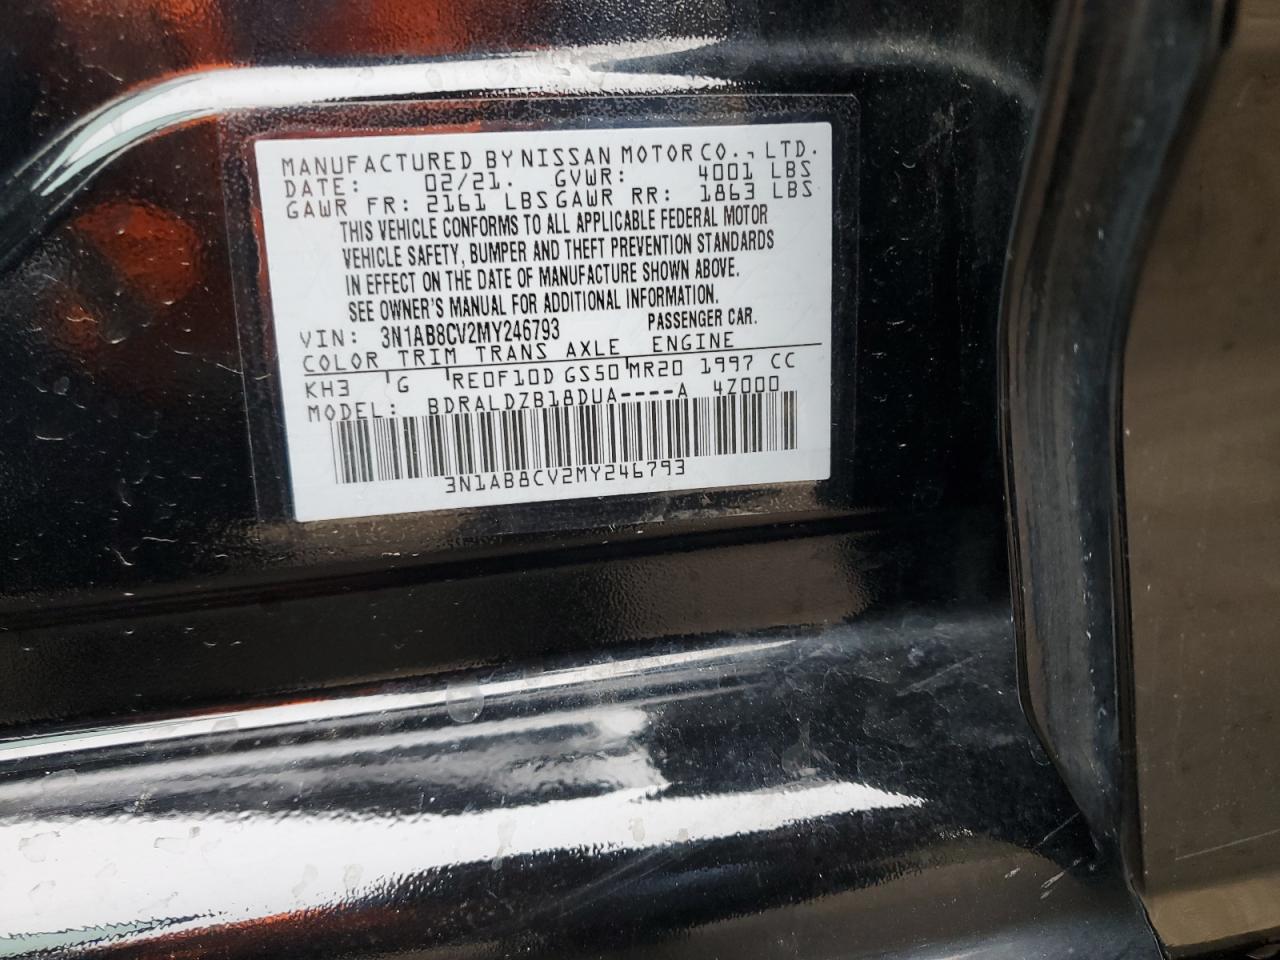 MANUFACTURED BY NISSAN MOTOR CO., LTD.
DATE: 02/21. GVWR: 4001 LBS
GAWR FR: 2161 LBS GAWR RR: 1863 LBS
THIS VEHICLE CONFORMS TO ALL APPLICABLE FEDERAL MOTOR
VEHICLE SAFETY, BUMPER AND THEFT PREVENTION STANDARDS
IN EFFECT ON THE DATE OF MANUFACTURE SHOWN ABOVE.
SEE OWNER'S MANUAL FOR ADDITIONAL INFORMATION.
VIN: 3N1AB8CV2MY246793 PASSENGER CAR.
COLOR TRIM TRANS AXLE ENGINE
KH3 G RE0F10D GS50 MR20 1997 CC
MODEL: BDRALDZB18DUA----A 4Z000
3N1AB8CV2MY246793